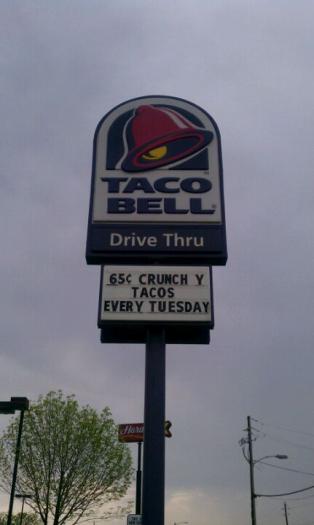 TACO
BELL
Drive Thru
65¢ CRUNCH Y
TACOS
EVERY TUESDAY